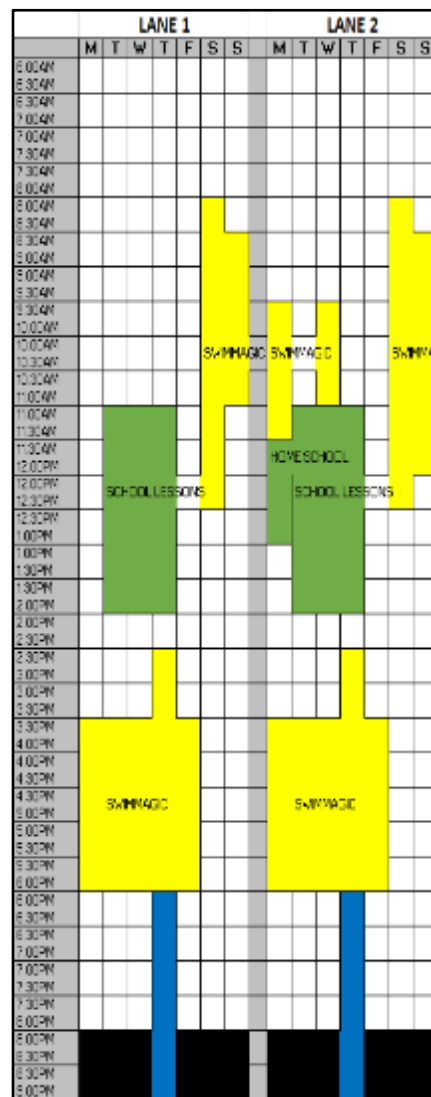 LANE 1 LANE 2
M T W T F S S M T W T F S S
6:00AM
6:30AM
6:30AM
7:00AM
7:00AM
7:30AM
7:30AM
8:00AM
8:00AM
8:30AM
8:30AM
9:00AM
9:00AM
9:30AM
9:30AM
10:00AM
10:00AM
SWIMMAGIC SWIMMAGIC SWIMMA
10:30AM
10:30AM
11:00AM
11:00AM
11:30AM
11:30AM
HOME SCHOOL
12:00PM
12:00PM
SCHOOL LESSONS SCHOOL LESSONS
12:30PM
12:30PM
1:00PM
1:00PM
1:30PM
1:30PM
2:00PM
2:00PM
2:30PM
2:30PM
3:00PM
3:00PM
3:30PM
3:30PM
4:00PM
4:00PM
4:30PM
4:30PM
SWIMMAGIC SWIMMAGIC
5:00PM
5:00PM
5:30PM
5:30PM
6:00PM
6:00PM
6:30PM
6:30PM
7:00PM
7:00PM
7:30PM
7:30PM
8:00PM
8:00PM
8:30PM
8:30PM
9:00PM